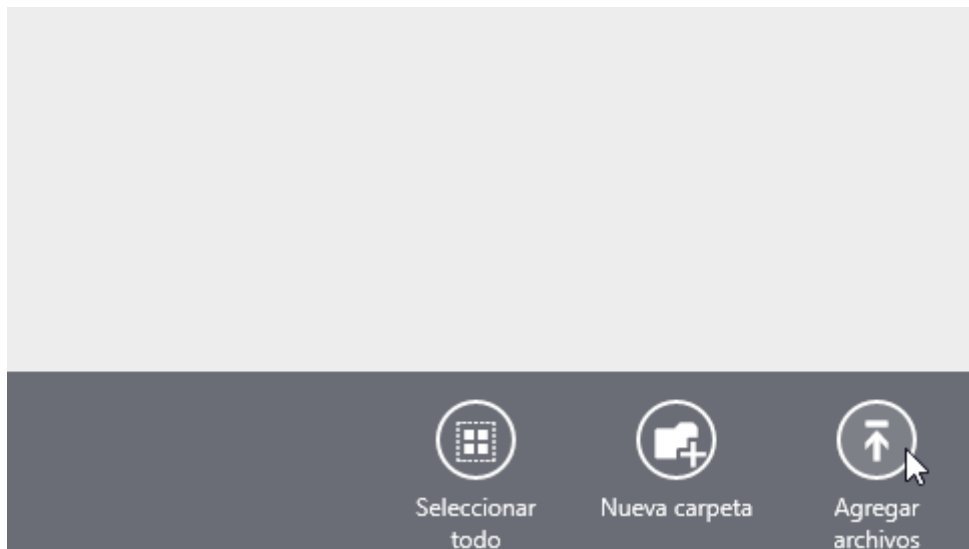 Seleccionar
todo
Nueva carpeta
Agregar
archivos